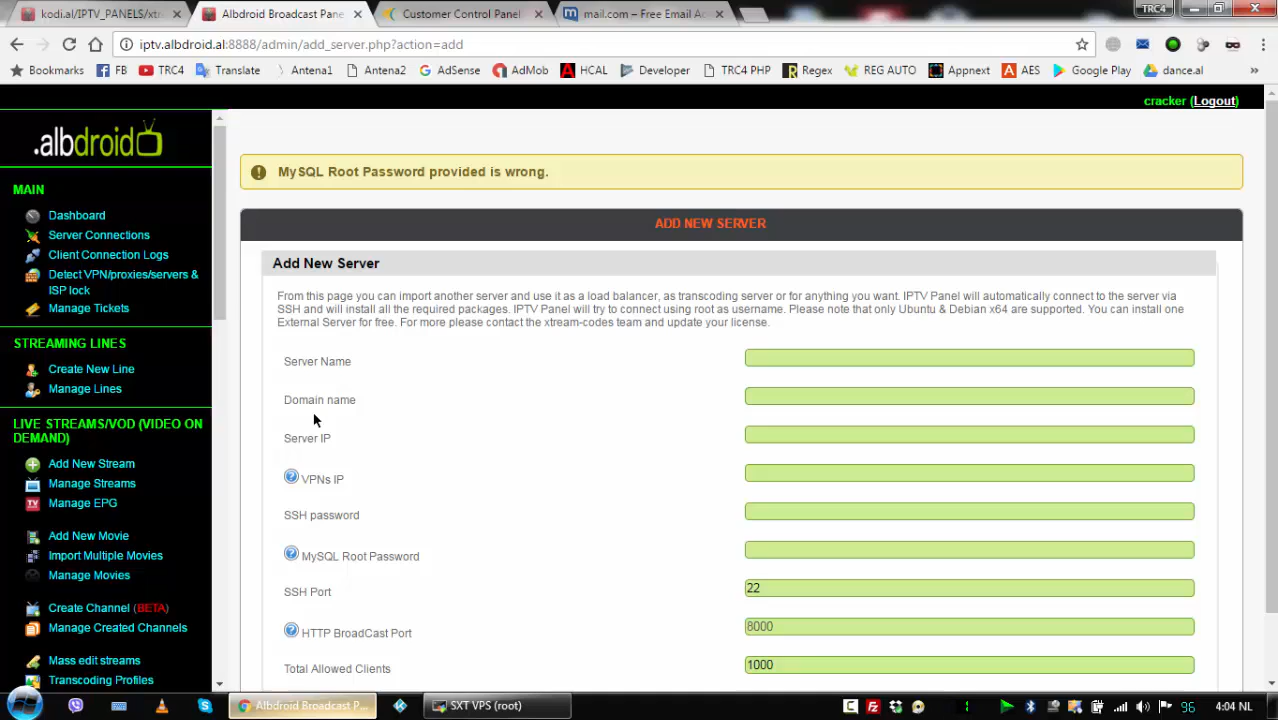 kodi.al/IPTV_PANELS/xtr
Albdroid Broadcast Pane
Customer Control Panel
mail.com – Free Email Ac
TRC4
iptv.albdroid.al:8888/admin/add_server.php?action=add
Bookmarks
FB
TRC4
Translate
Antena1
Antena2
AdSense
AdMob
HCAL
Developer
TRC4 PHP
Regex
REG AUTO
Appnext
AES
Google Play
dance.al
cracker (Logout)
.albdroid
MySQL Root Password provided is wrong.
MAIN
Dashboard
Server Connections
Client Connection Logs
Detect VPN/proxies/servers &
ISP lock
Manage Tickets
STREAMING LINES
Create New Line
Manage Lines
LIVE STREAMS/VOD (VIDEO ON
DEMAND)
Add New Stream
Manage Streams
Manage EPG
Add New Movie
Import Multiple Movies
Manage Movies
Create Channel (BETA)
Manage Created Channels
Mass edit streams
Transcoding Profiles
ADD NEW SERVER
Add New Server
From this page you can import another server and use it as a load balancer, as transcoding server or for anything you want. IPTV Panel will automatically connect to the server via
SSH and will install all the required packages. IPTV Panel will try to connect using root as username. Please note that only Ubuntu & Debian x64 are supported. You can install one
External Server for free. For more please contact the xtream-codes team and update your license.
Server Name
Domain name
Server IP
VPNs IP
SSH password
MySQL Root Password
SSH Port
22
HTTP BroadCast Port
8000
Total Allowed Clients
1000
Albdroid Broadcast P...
SXT VPS (root)
96
4:04 NL